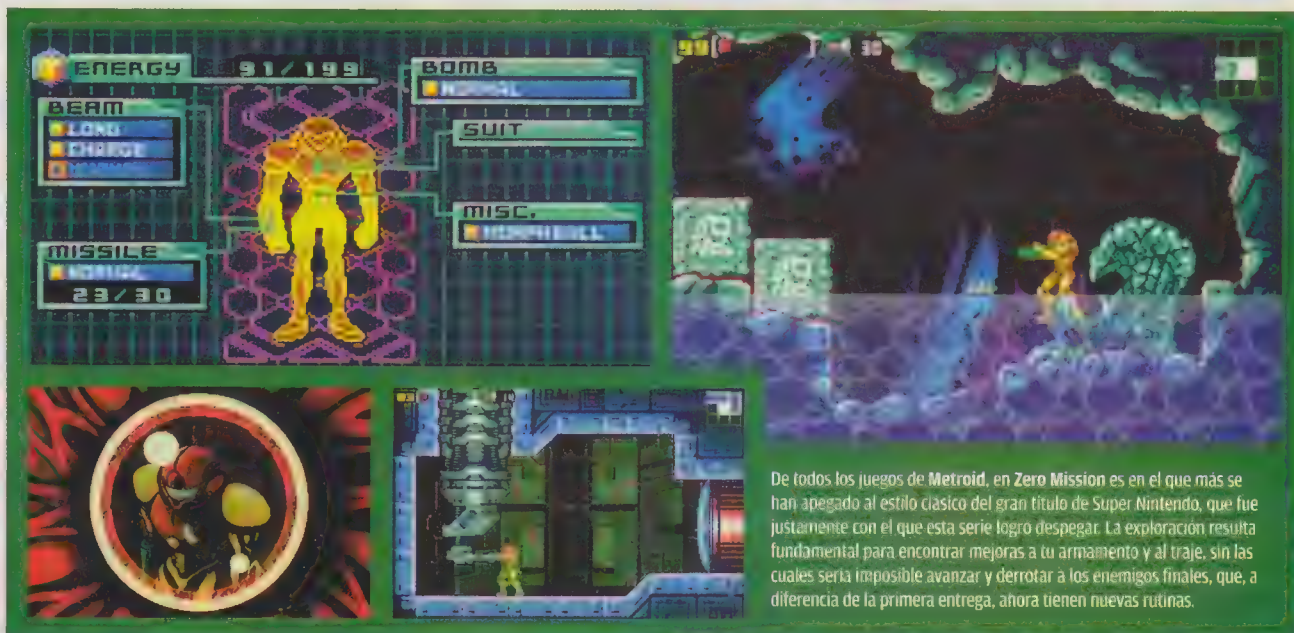 ENERGY 91/199
BEAM
LONG
CHARGE
MISSILE
NORMAL
23/30
BOMB
NORMAL
SUIT
MISC.
MORPH BALL
99
30
De todos los juegos de Metroid, en Zero Mission es en el que más se
han apegado al estilo clásico del gran título de Super Nintendo, que fue
justamente con el que esta serie logro despegar. La exploración resulta
fundamental para encontrar mejoras a tu armamento y al traje, sin las
cuales sería imposible avanzar y derrotar a los enemigos finales, que, a
diferencia de la primera entrega, ahora tienen nuevas rutinas.